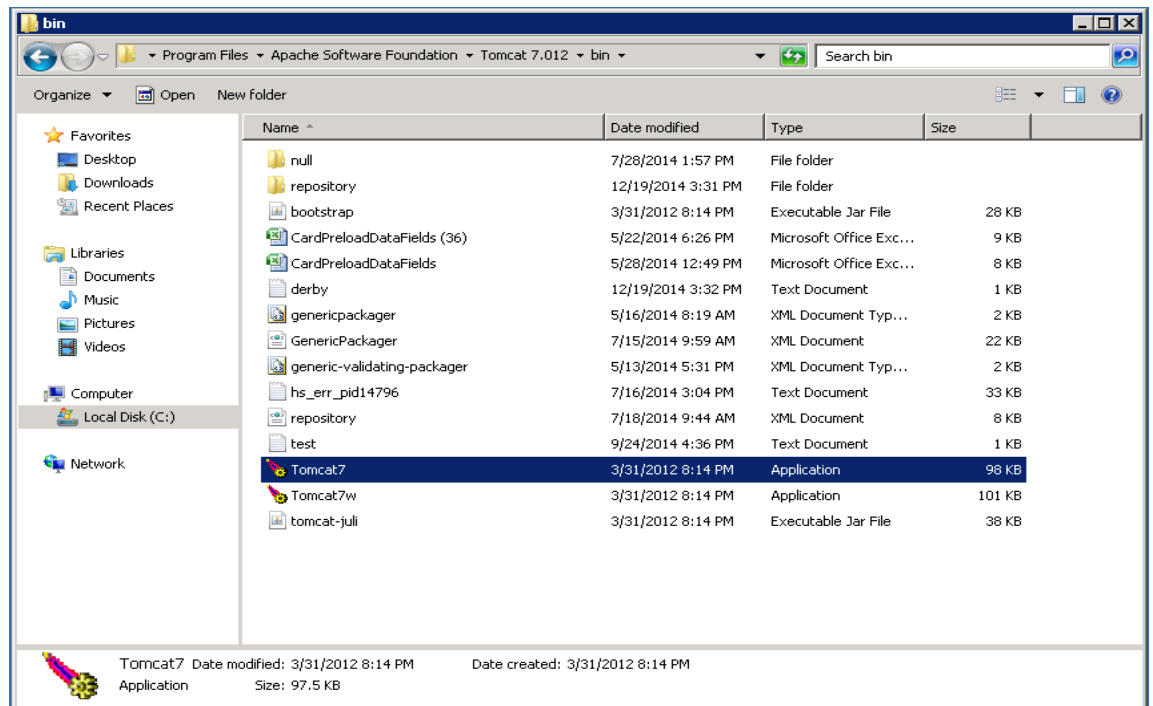 bin
Program Files Apache Software Foundation Tomcat 7.012 bin Search bin
Organize Open New folder
Favorites
Desktop
Downloads
Recent Places
Libraries
Documents
Music
Pictures
Videos
Computer
Local Disk (C:)
Network
Name Date modified Type Size
null 7/28/2014 1:57 PM File folder
repository 12/19/2014 3:31 PM File folder
bootstrap 3/31/2012 8:14 PM Executable Jar File 28 KB
CardPreloadDataFields (36) 5/22/2014 6:26 PM Microsoft Office Exc... 9 KB
CardPreloadDataFields 5/28/2014 12:49 PM Microsoft Office Exc... 8 KB
derby 12/19/2014 3:32 PM Text Document 1 KB
genericpackager 5/16/2014 8:19 AM XML Document Typ... 2 KB
GenericPackager 7/15/2014 9:59 AM XML Document 22 KB
generic-validating-packager 5/13/2014 5:31 PM XML Document Typ... 2 KB
hs_err_pid14796 7/16/2014 3:04 PM Text Document 33 KB
repository 7/18/2014 9:44 AM XML Document 8 KB
test 9/24/2014 4:36 PM Text Document 1 KB
Tomcat7 3/31/2012 8:14 PM Application 98 KB
Tomcat7w 3/31/2012 8:14 PM Application 101 KB
tomcat-juli 3/31/2012 8:14 PM Executable Jar File 38 KB
Tomcat7 Date modified: 3/31/2012 8:14 PM Date created: 3/31/2012 8:14 PM
Application Size: 97.5 KB